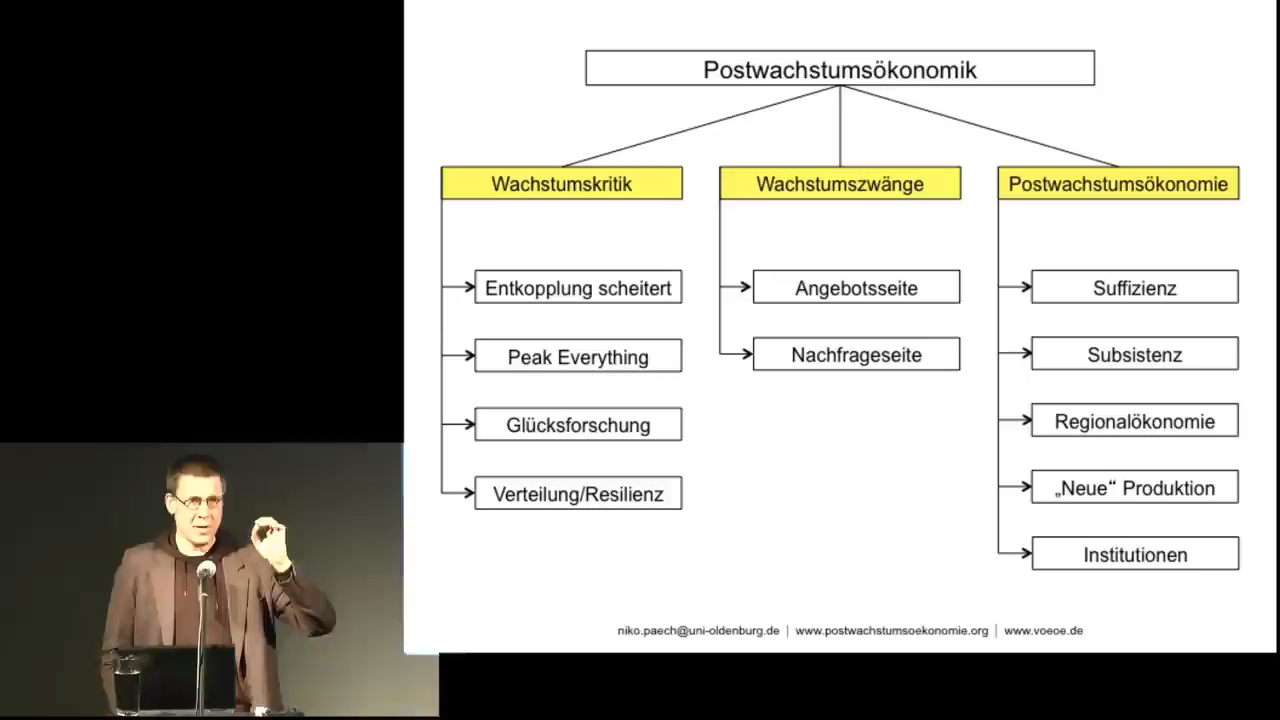 Postwachstumsökonomik
Wachstumskritik
Entkopplung scheitert
Peak Everything
Glücksforschung
Verteilung/Resilienz
Wachstumszwänge
Angebotsseite
Nachfrageseite
Postwachstumsökonomie
Suffizienz
Subsistenz
Regionalökonomie
„Neue“ Produktion
Institutionen
niko.paech@uni-oldenburg.de | www.postwachstumsoekonomie.org | www.voeoe.de